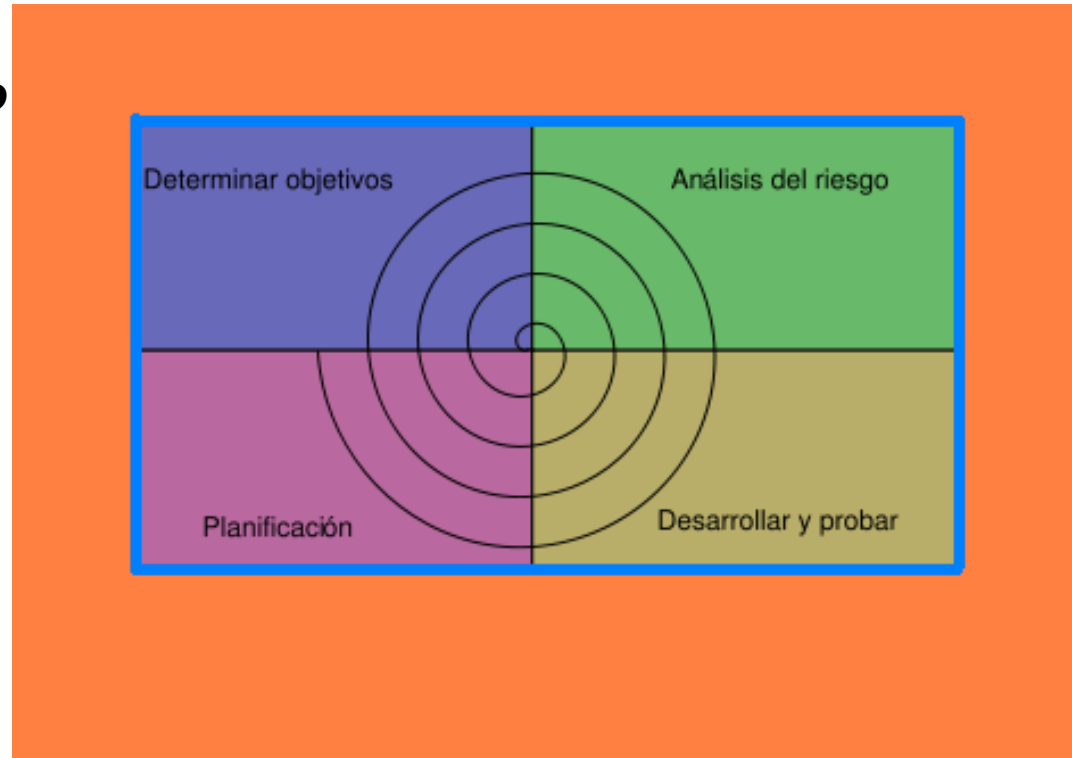 Determinar objetivos
Análisis del riesgo
Planificación
Desarrollar y probar